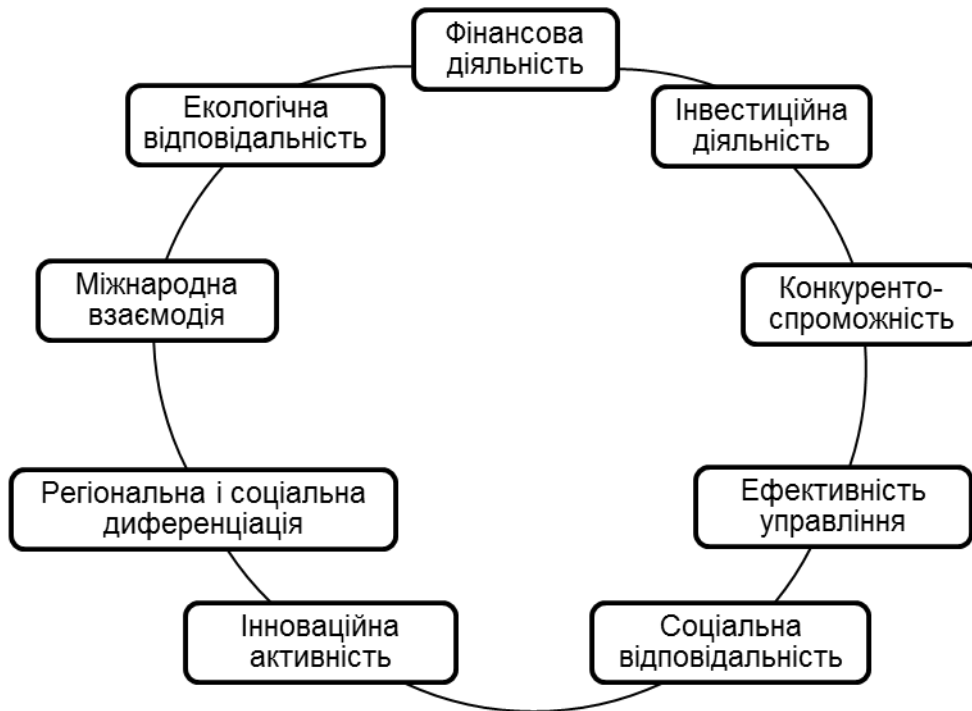 Фінансова
діяльність
Інвестиційна
діяльність
Конкуренто-
спроможність
Ефективність
управління
Соціальна
відповідальність
Інноваційна
активність
Регіональна і соціальна
диференціація
Міжнародна
взаємодія
Екологічна
відповідальність